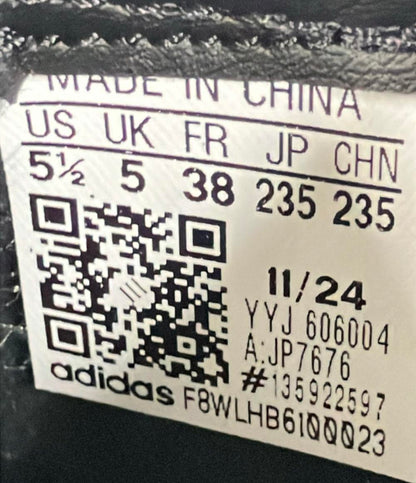 MADE IN CHINA
US UK FR JP CHN
5½ 5 38 235 235
11/24
YYJ 606004
A:JP7676
#135922597
adidas F8WLHB6100023